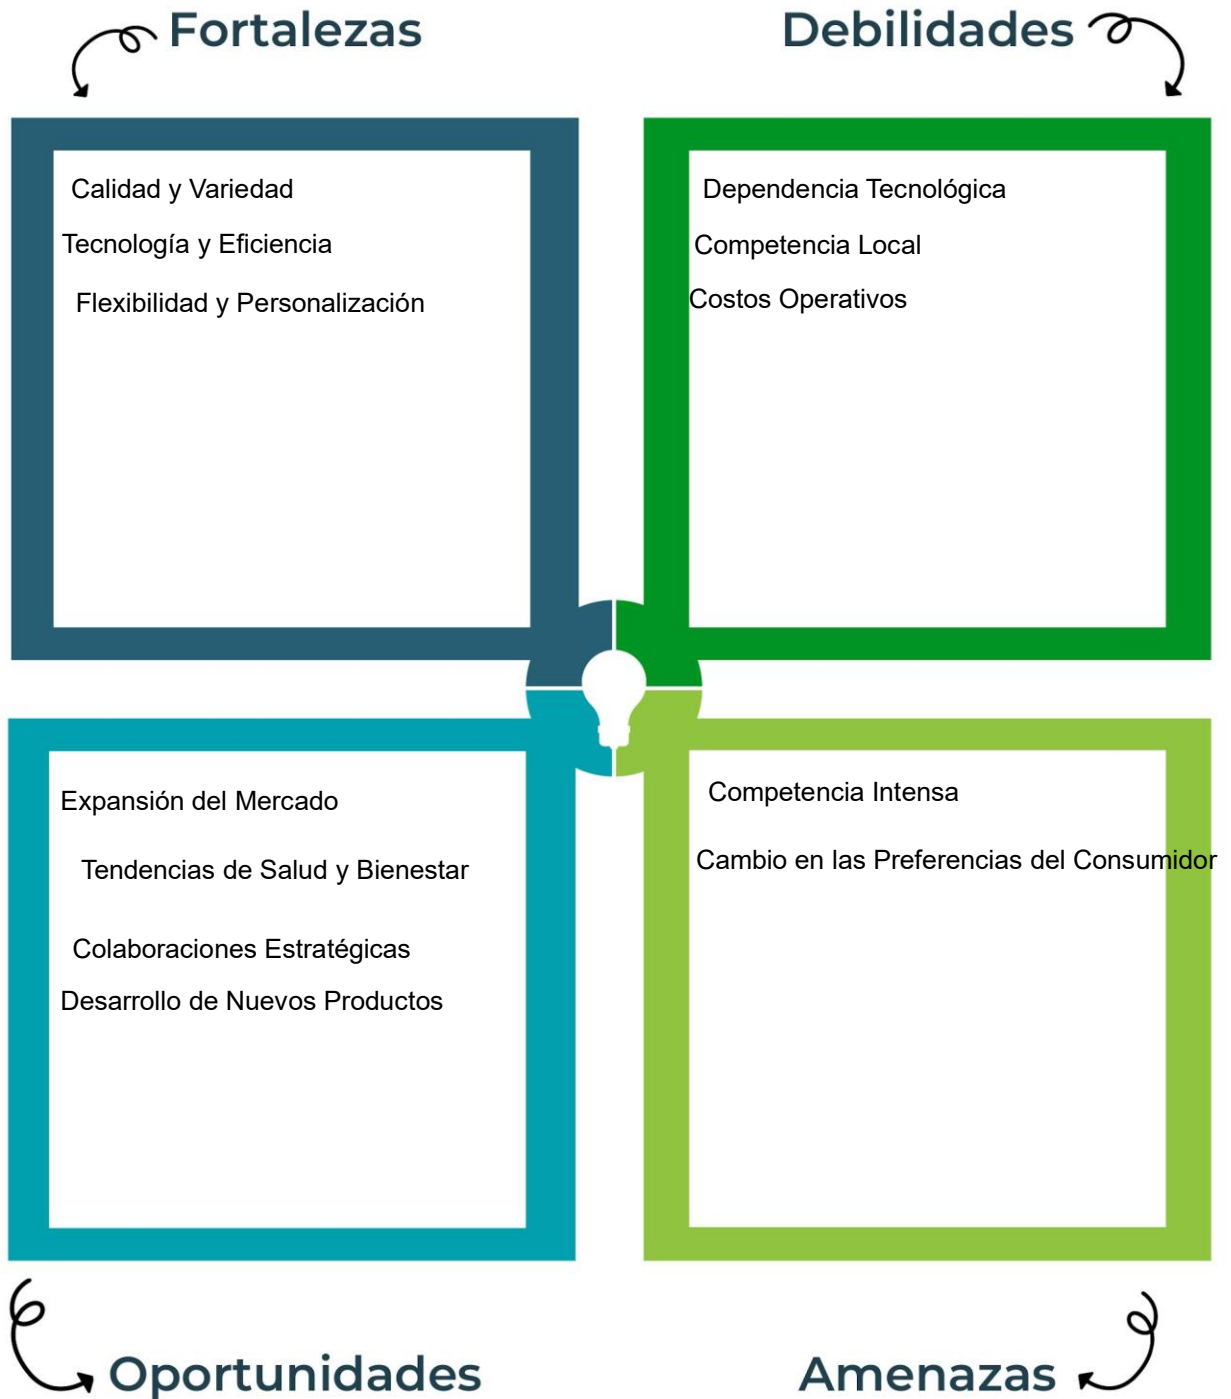 Fortalezas
Calidad y Variedad
Tecnología y Eficiencia
Flexibilidad y Personalización
Debilidades
Dependencia Tecnológica
Competencia Local
Costos Operativos
Expansión del Mercado
Tendencias de Salud y Bienestar
Colaboraciones Estratégicas
Desarrollo de Nuevos Productos
Oportunidades
Competencia Intensa
Cambio en las Preferencias del Consumidor
Amenazas